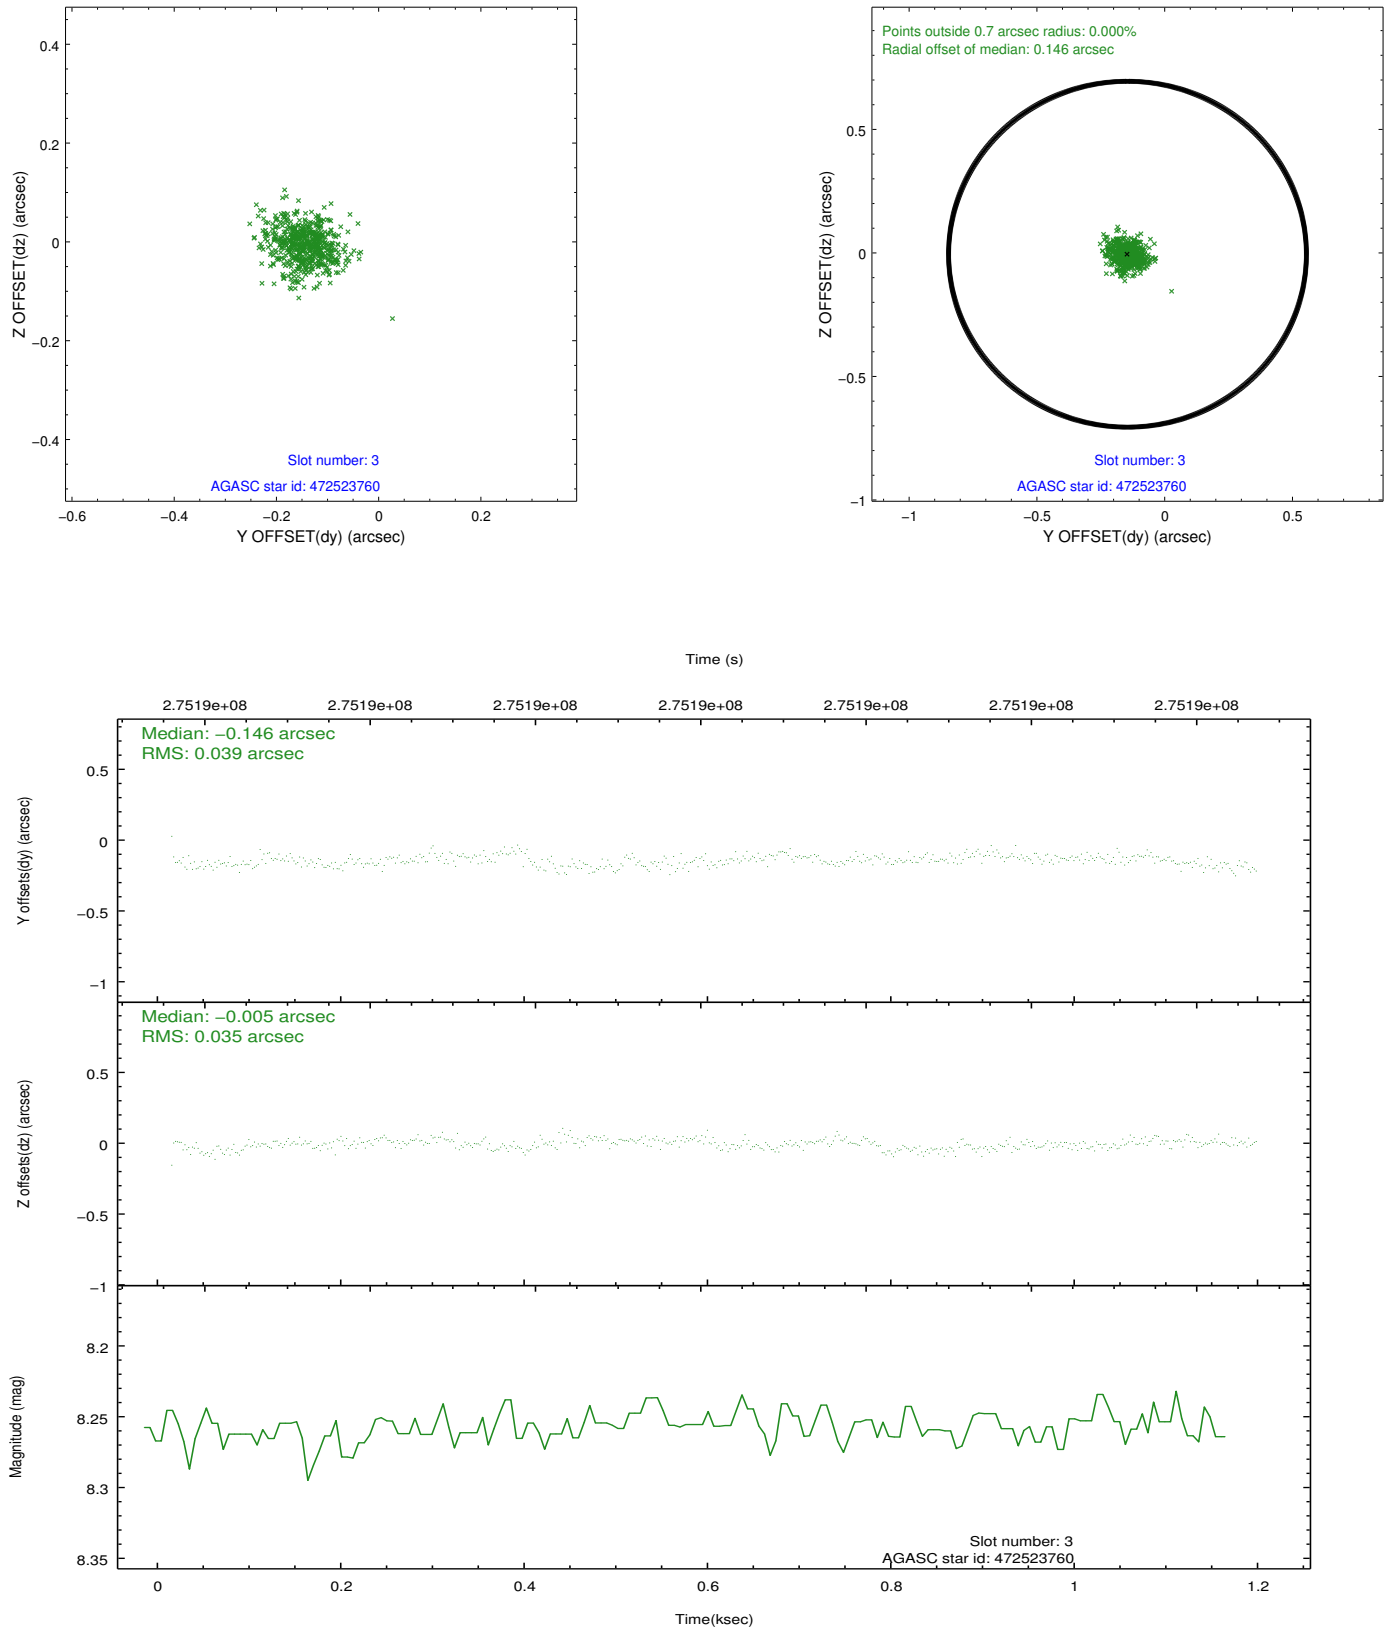 0.4
0.2
0
−0.2
−0.4
Z OFFSET(dz) (arcsec)
Slot number: 3
AGASC star id: 472523760
−0.6 −0.4 −0.2 0 0.2
Y OFFSET(dy) (arcsec)
Points outside 0.7 arcsec radius: 0.000%
Radial offset of median: 0.146 arcsec
0.5
0
−0.5
−1
Z OFFSET(dz) (arcsec)
Slot number: 3
AGASC star id: 472523760
−1 −0.5 0 0.5
Y OFFSET(dy) (arcsec)
Time (s)
2.7519e+08 2.7519e+08 2.7519e+08 2.7519e+08 2.7519e+08 2.7519e+08 2.7519e+08
Median: −0.146 arcsec
RMS: 0.039 arcsec
0.5
0
−0.5
−1
Y offsets(dy) (arcsec)
Median: −0.005 arcsec
RMS: 0.035 arcsec
0.5
0
−0.5
−1
Z offsets(dz) (arcsec)
8.2
8.25
8.3
8.35
Magnitude (mag)
Slot number: 3
AGASC star id: 472523760
0 0.2 0.4 0.6 0.8 1 1.2
Time(ksec)